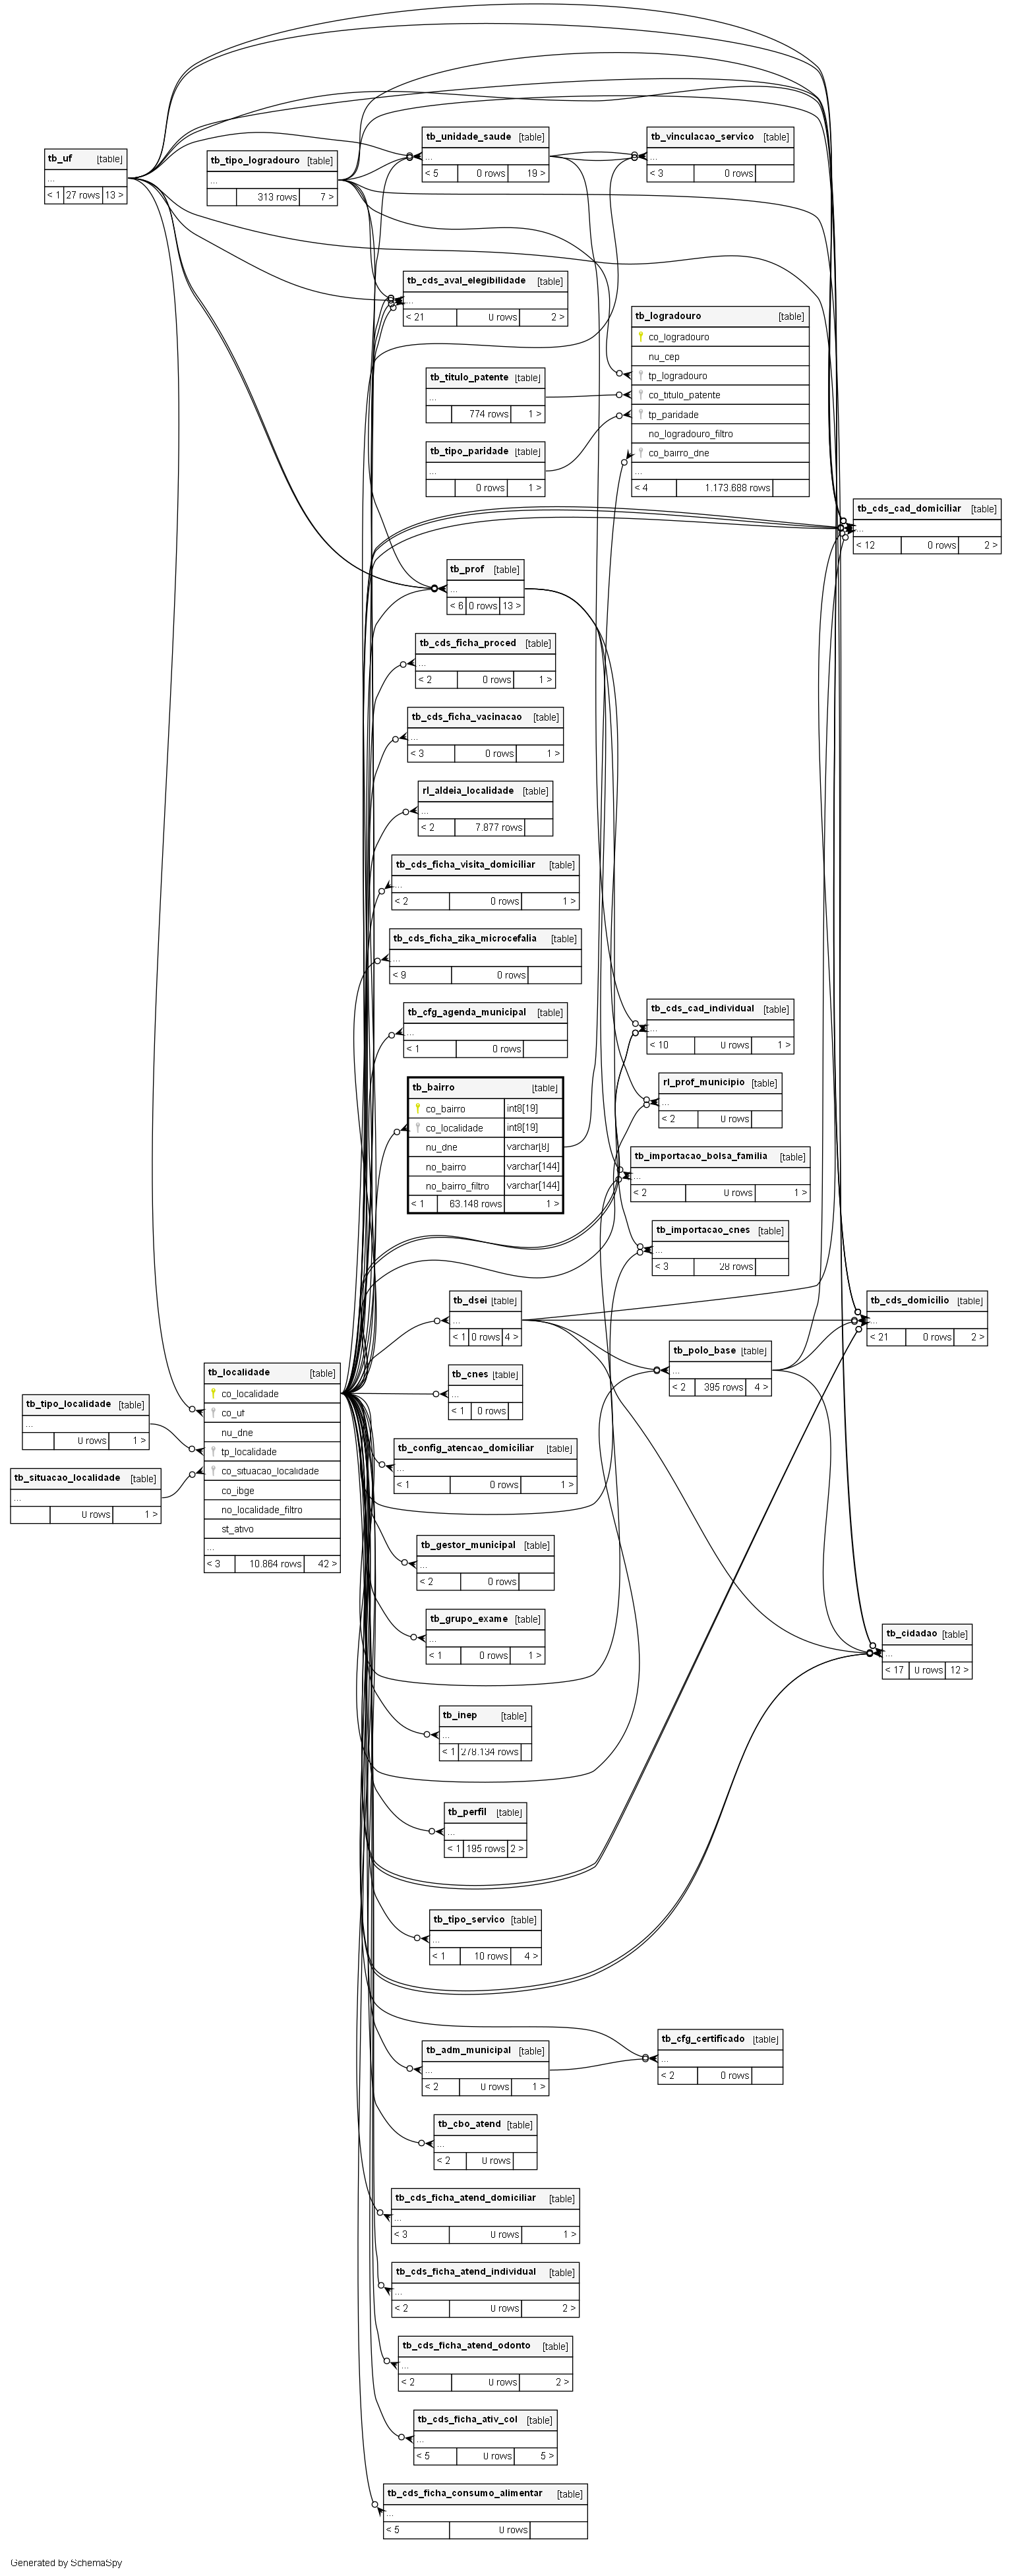 tb_uf [table]
...
< 1 27 rows 13 >
tb_tipo_logradouro [table]
...
313 rows 7 >
tb_unidade_saude [table]
...
< 5 0 rows 19 >
tb_vinculacao_servico [table]
...
< 3 0 rows
tb_cds_aval_elegibilidade [table]
...
< 21 0 rows 2 >
tb_logradouro [table]
co_logradouro
nu_cep
tp_logradouro
co_titulo_patente
tp_paridade
no_logradouro_filtro
co_bairro_dne
...
< 4 1.173.688 rows
tb_titulo_patente [table]
...
774 rows 1 >
tb_tipo_paridade [table]
...
0 rows 1 >
tb_cds_cad_domiciliar [table]
...
< 12 0 rows 2 >
tb_prof [table]
...
< 6 0 rows 13 >
tb_cds_ficha_proced [table]
...
< 2 0 rows 1 >
tb_cds_ficha_vacinacao [table]
...
< 3 0 rows 1 >
rl_aldeia_localidade [table]
...
< 2 7.877 rows
tb_cds_ficha_visita_domiciliar [table]
...
< 2 0 rows 1 >
tb_cds_ficha_zika_microcefalia [table]
...
< 9 0 rows
tb_cfg_agenda_municipal [table]
...
< 1 0 rows
tb_cds_cad_individual [table]
...
< 10 0 rows 1 >
tb_bairro [table]
co_bairro int8[19]
co_localidade int8[19]
nu_dne varchar[8]
no_bairro varchar[144]
no_bairro_filtro varchar[144]
< 1 63.148 rows 1 >
rl_prof_municipio [table]
...
< 2 0 rows
tb_importacao_bolsa_familia [table]
...
< 2 0 rows 1 >
tb_importacao_cnes [table]
...
< 3 28 rows
tb_dsei [table]
...
< 1 0 rows 4 >
tb_cds_domicilio [table]
...
< 21 0 rows 2 >
tb_polo_base [table]
...
< 2 395 rows 4 >
tb_cnes [table]
...
< 1 0 rows
tb_localidade [table]
co_localidade
co_uf
nu_dne
tp_localidade
co_situacao_localidade
co_ibge
no_localidade_filtro
st_ativo
...
< 3 10.864 rows 42 >
tb_tipo_localidade [table]
...
0 rows 1 >
tb_situacao_localidade [table]
...
0 rows 1 >
tb_config_atencao_domiciliar [table]
...
< 1 0 rows 1 >
tb_gestor_municipal [table]
...
< 2 0 rows
tb_grupo_exame [table]
...
< 1 0 rows 1 >
tb_cidadao [table]
...
< 17 0 rows 12 >
tb_inep [table]
...
< 1 278.134 rows
tb_perfil [table]
...
< 1 195 rows 2 >
tb_tipo_servico [table]
...
< 1 10 rows 4 >
tb_cfg_certificado [table]
...
< 2 0 rows
tb_adm_municipal [table]
...
< 2 0 rows 1 >
tb_cbo_atend [table]
...
< 2 0 rows
tb_cds_ficha_atend_domiciliar [table]
...
< 3 0 rows 1 >
tb_cds_ficha_atend_individual [table]
...
< 2 0 rows 2 >
tb_cds_ficha_atend_odonto [table]
...
< 2 0 rows 2 >
tb_cds_ficha_ativ_col [table]
...
< 5 0 rows 5 >
tb_cds_ficha_consumo_alimentar [table]
...
< 5 0 rows
Generated by SchemaSpy